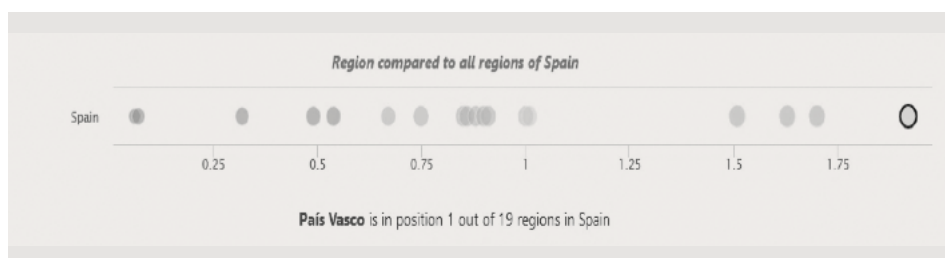 Region compared to all regions of Spain
Spain
0.25 0.5 0.75 1 1.25 1.5 1.75
País Vasco is in position 1 out of 19 regions in Spain